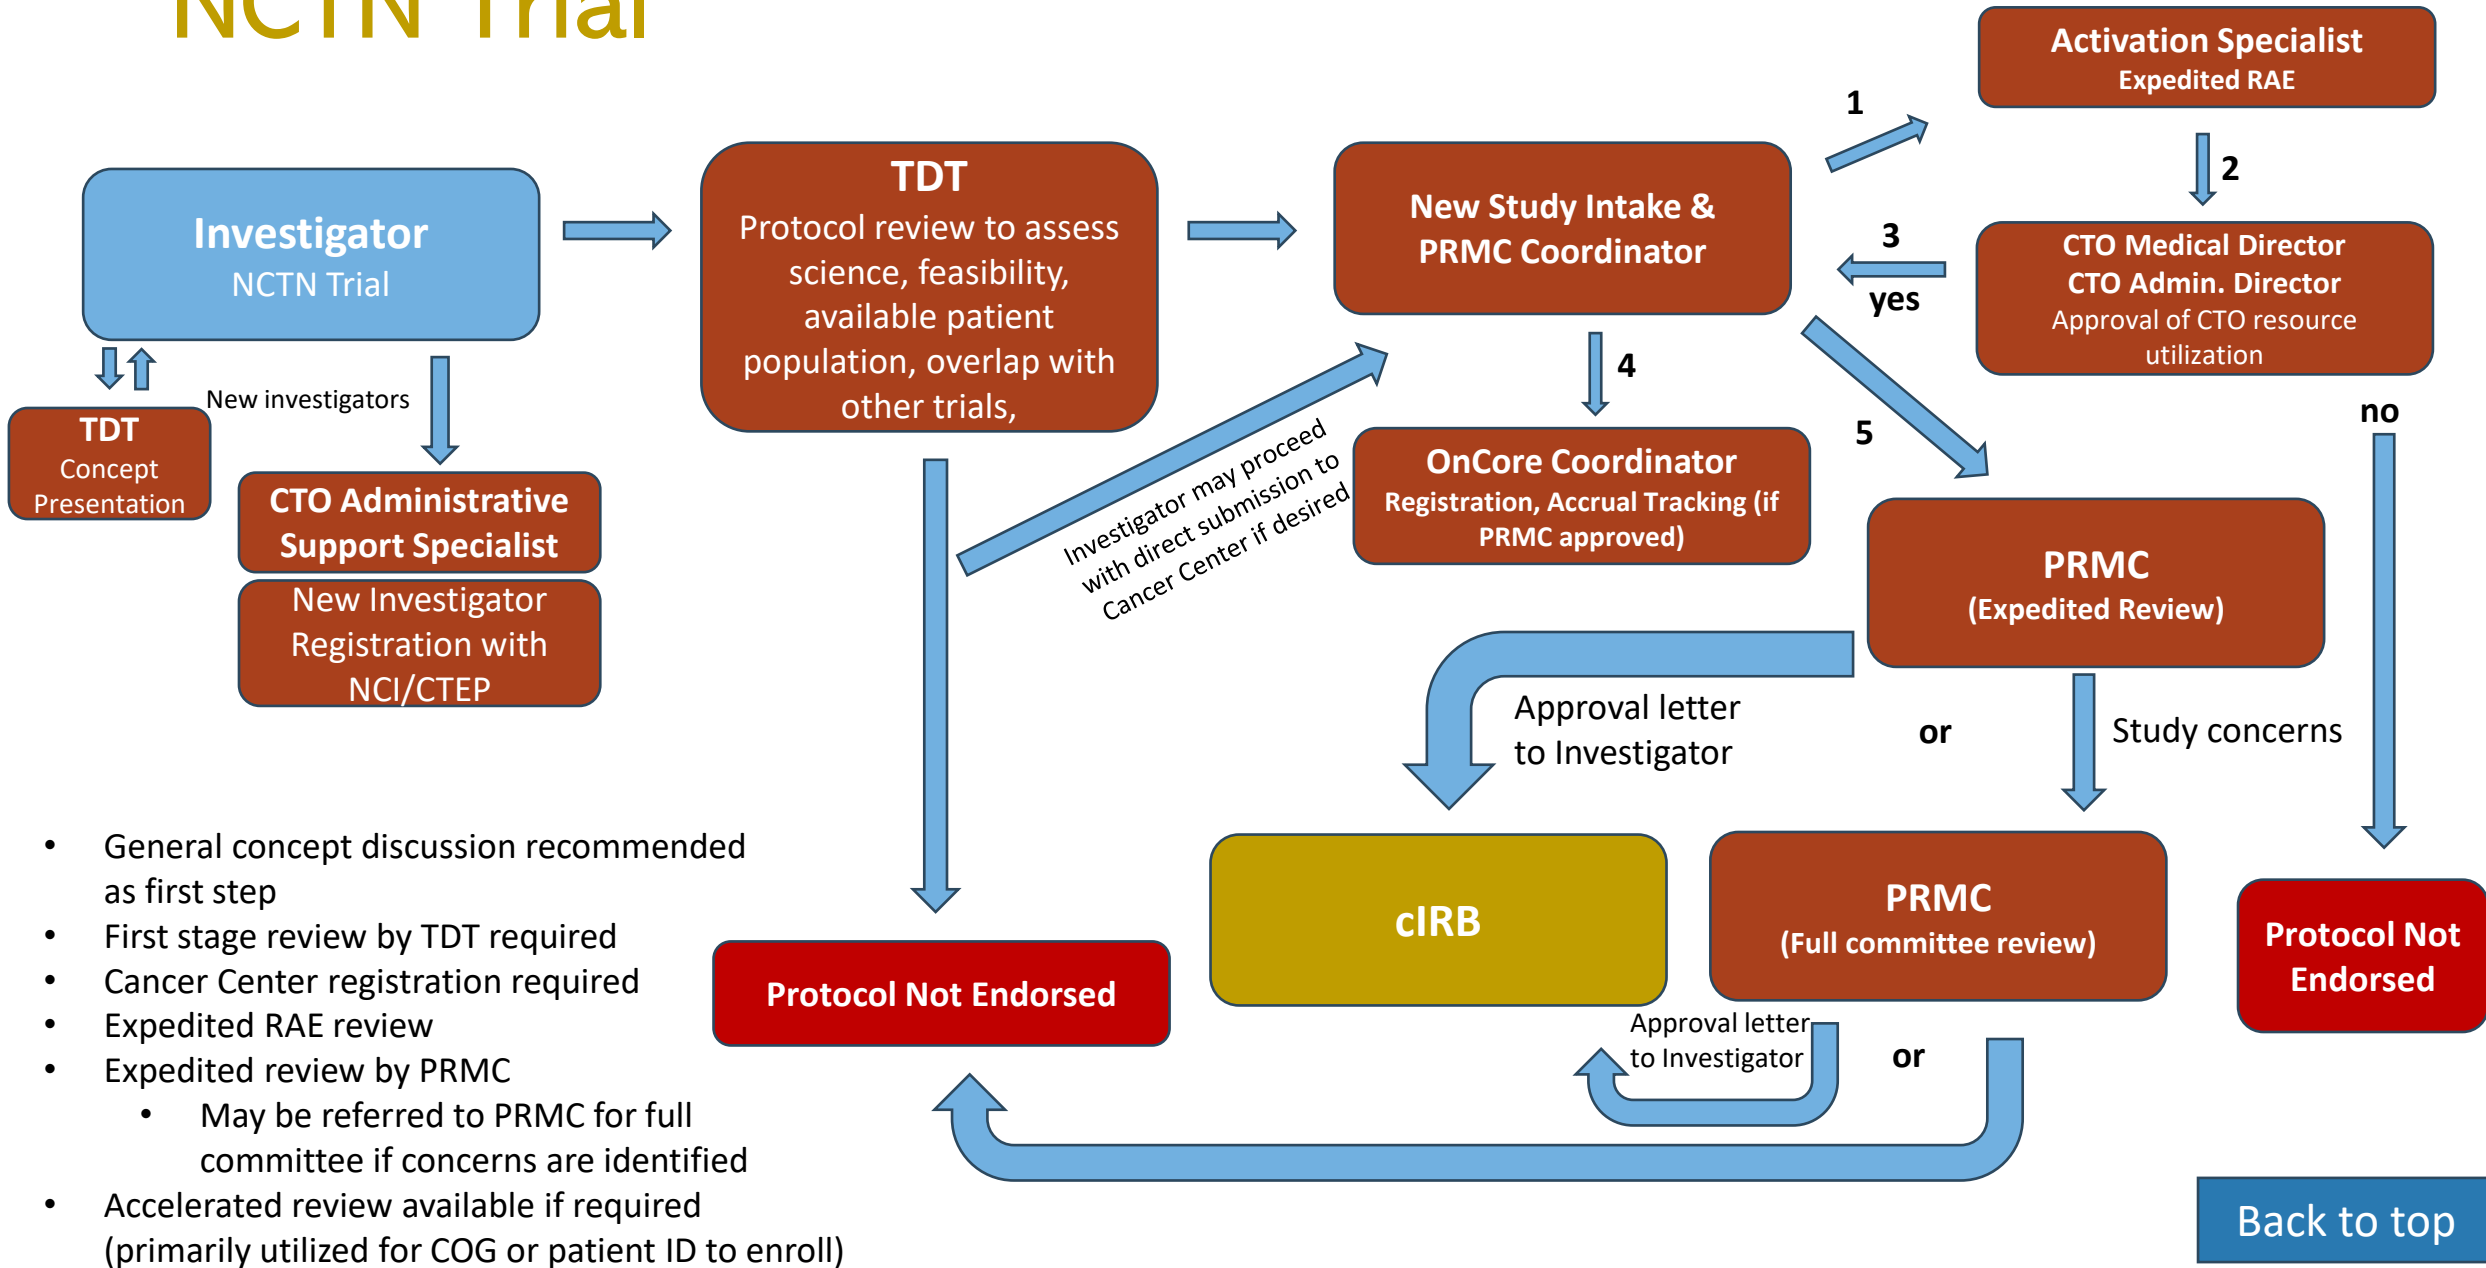 NCTN Trial
Activation Specialist
Expedited RAE
1
2
Investigator
NCTN Trial
TDT
Protocol review to assess
science, feasibility,
available patient
population, overlap with
other trials,
New Study Intake &
PRMC Coordinator
3
yes
CTO Medical Director
CTO Admin. Director
Approval of CTO resource
utilization
no
New investigators
TDT
Concept
Presentation
CTO Administrative
Support Specialist
New Investigator
Registration with
NCI/CTEP
Investigator may proceed
with direct submission to
Cancer Center if desired
4
5
OnCore Coordinator
Registration, Accrual Tracking (if
PRMC approved)
PRMC
(Expedited Review)
Approval letter
to Investigator
or
Study concerns
cIRB
PRMC
(Full committee review)
Protocol Not
Endorsed
Protocol Not Endorsed
Approval letter
to Investigator
or
• General concept discussion recommended
as first step
• First stage review by TDT required
• Cancer Center registration required
• Expedited RAE review
• Expedited review by PRMC
• May be referred to PRMC for full
committee if concerns are identified
• Accelerated review available if required
(primarily utilized for COG or patient ID to enroll)
Back to top